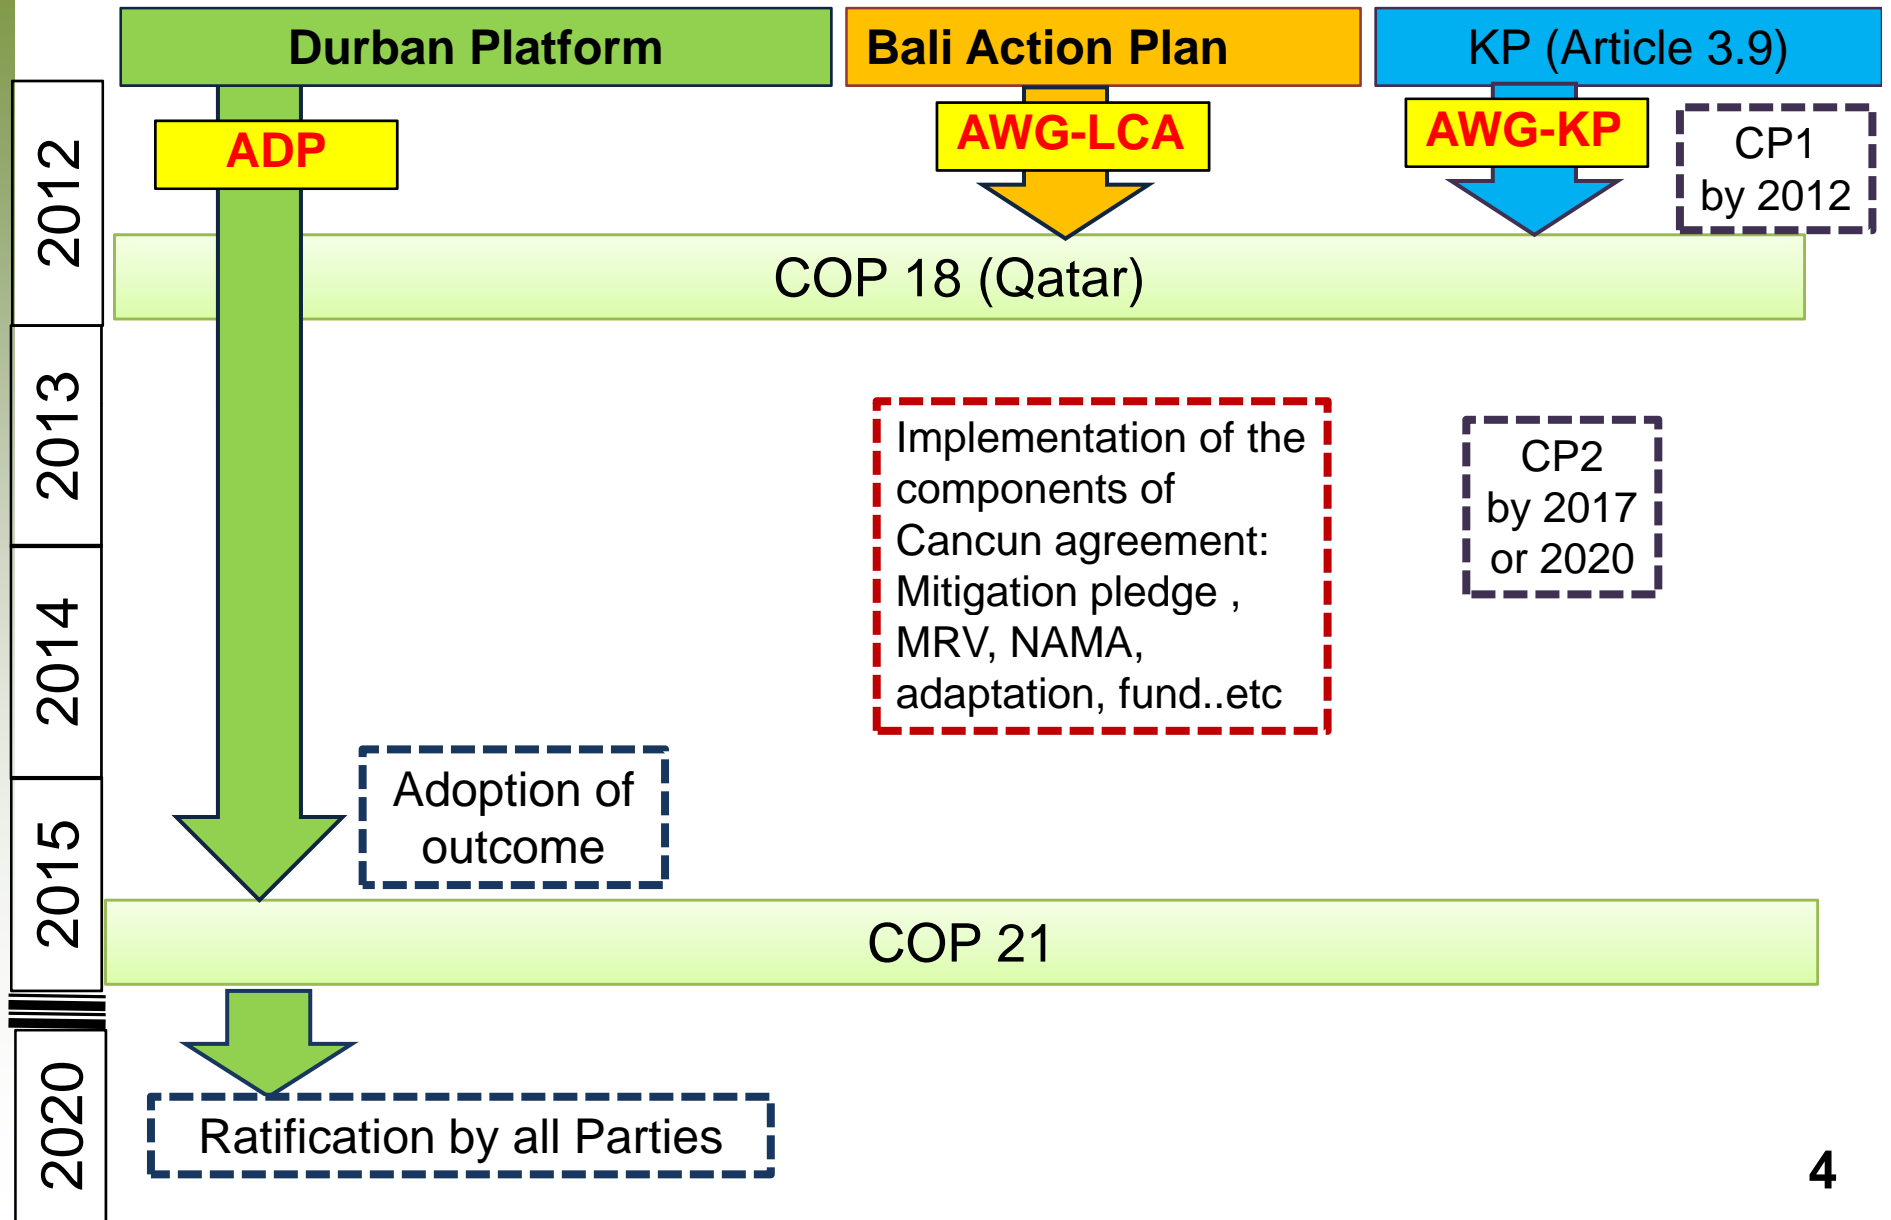 Durban Platform
Bali Action Plan
KP (Article 3.9)
2012
ADP
AWG-LCA
AWG-KP
CP1
by 2012
COP 18 (Qatar)
2013
Implementation of the
components of
Cancun agreement:
Mitigation pledge ,
MRV, NAMA,
adaptation, fund..etc
CP2
by 2017
or 2020
2014
Adoption of
outcome
2015
COP 21
2020
Ratification by all Parties
4